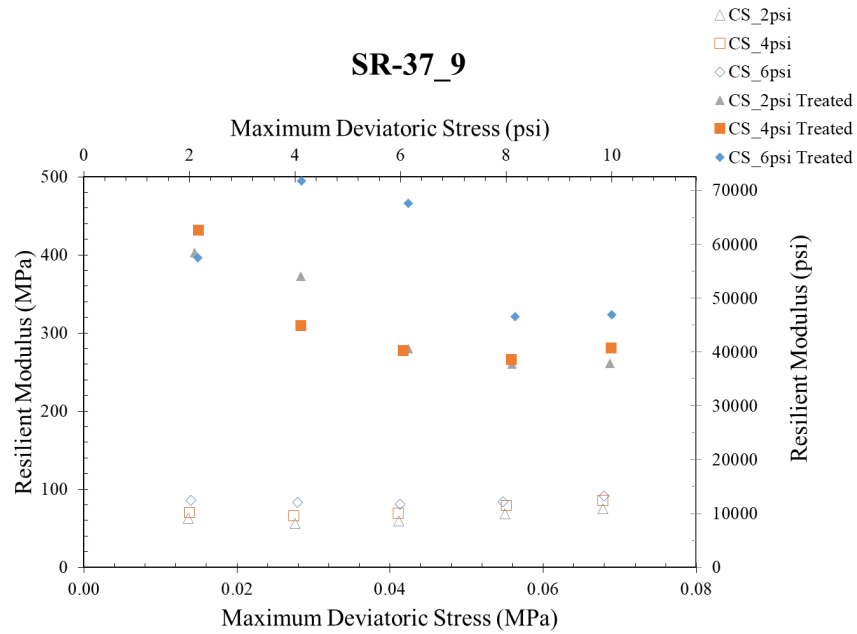 SR-37_9
CS_2psi
CS_4psi
CS_6psi
CS_2psi Treated
CS_4psi Treated
CS_6psi Treated
Maximum Deviatoric Stress (psi)
0 2 4 6 8 10
500
400
300
200
100
0
Resilient Modulus (MPa)
70000
60000
50000
40000
30000
20000
10000
0
Resilient Modulus (psi)
0.00 0.02 0.04 0.06 0.08
Maximum Deviatoric Stress (MPa)